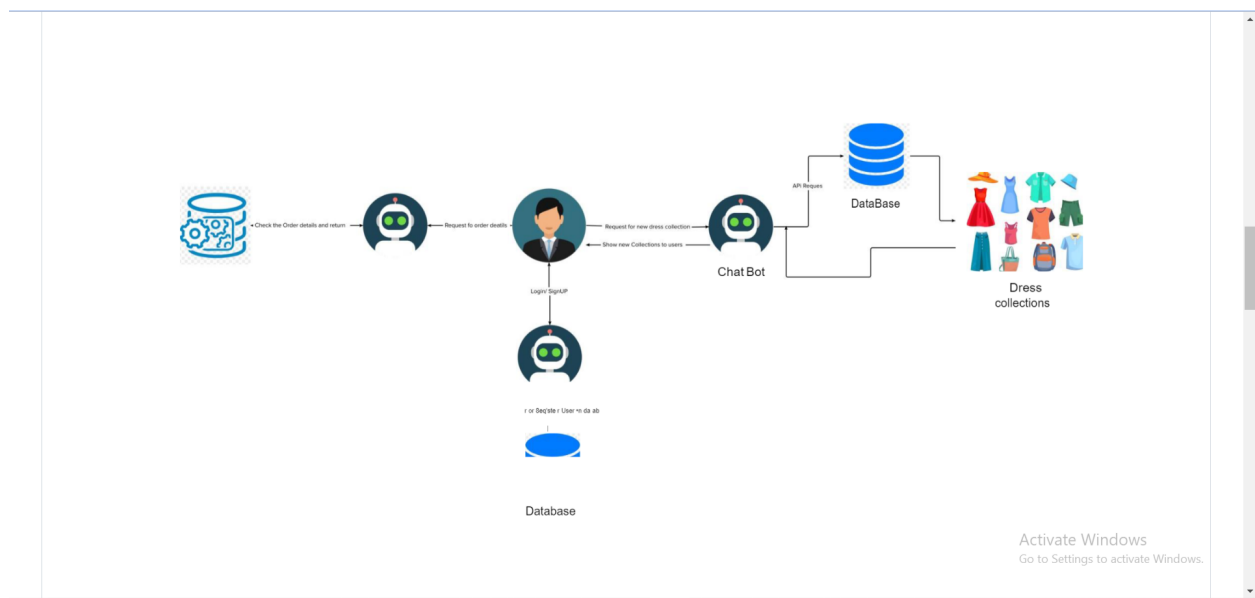 API Reques
DataBase
Check the Order details and return
Request fo order deatils
Request for new dress collection
Show new Collections to users
Chat Bot
Dress
collections
Login/ SignUP
or User
Database
Activate Windows
Go to Settings to activate Windows.